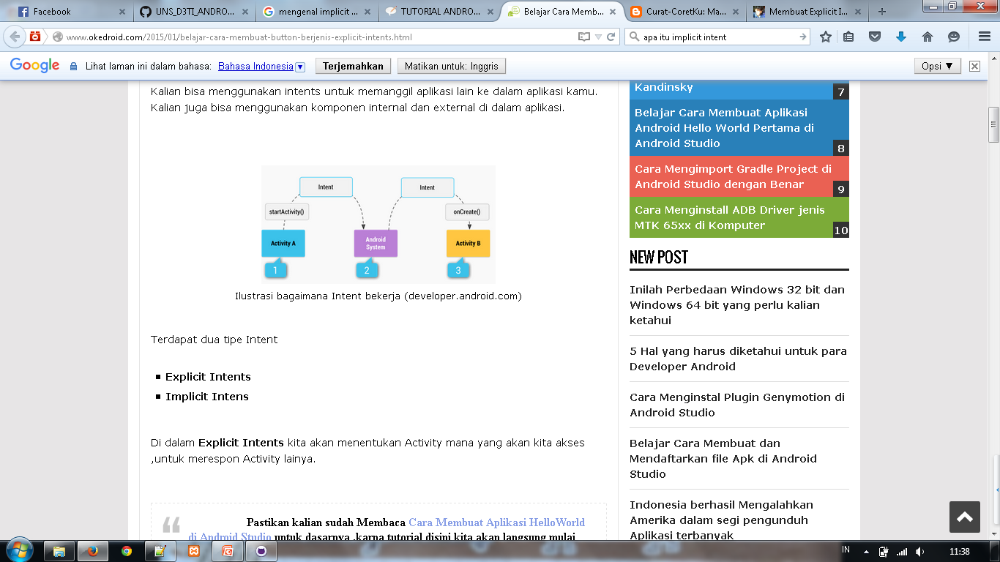 Facebook
UNS_D3TI_ANDRO...
mengenal implicit ...
TUTORIAL ANDRO...
Belajar Cara Memb...
Curat-CoretKu: Ma...
Membuat Explicit I...
www.okedroid.com/2015/01/belajar-cara-membuat-button-berjenis-explicit-intents.html
apa itu implicit intent
Google Lihat laman ini dalam bahasa: Bahasa Indonesia Terjemahkan Matikan untuk: Inggris Opsi ▼
Kalian bisa menggunakan intents untuk memanggil aplikasi lain ke dalam aplikasi kamu.
Kalian juga bisa menggunakan komponen internal dan external di dalam aplikasi.
Intent
Intent
startActivity()
onCreate()
Activity A
Android
System
Activity B
1
2
3
Ilustrasi bagaimana Intent bekerja (developer.android.com)
Terdapat dua tipe Intent
Explicit Intents
Implicit Intens
Di dalam Explicit Intents kita akan menentukan Activity mana yang akan kita akses
,untuk merespon Activity lainya.
Pastikan kalian sudah Membaca Cara Membuat Aplikasi HelloWorld
di Android Studio untuk dasarnya ,karna tutorial disini kita akan langsung mulai
Kandinsky
7
Belajar Cara Membuat Aplikasi
Android Hello World Pertama di
Android Studio
8
Cara Mengimport Gradle Project di
Android Studio dengan Benar
9
Cara Menginstall ADB Driver jenis
MTK 65xx di Komputer
10
NEW POST
Inilah Perbedaan Windows 32 bit dan
Windows 64 bit yang perlu kalian
ketahui
5 Hal yang harus diketahui untuk para
Developer Android
Cara Menginstal Plugin Genymotion di
Android Studio
Belajar Cara Membuat dan
Mendaftarkan file Apk di Android
Studio
Indonesia berhasil Mengalahkan
Amerika dalam segi pengunduh
Aplikasi terbanyak
IN
11:38